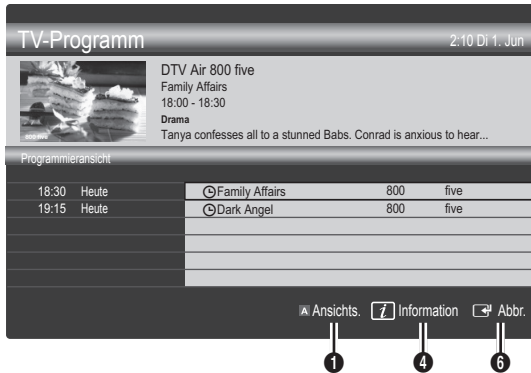 TV-Programm
2:10 Di 1. Jun
DTV Air 800 five
Family Affairs
18:00 - 18:30
Drama
Tanya confesses all to a stunned Babs. Conrad is anxious to hear...
800 five
Programmieransicht
18:30 Heute Family Affairs 800 five
19:15 Heute Dark Angel 800 five
A Ansichts. i Information Abbr.
1 4 6